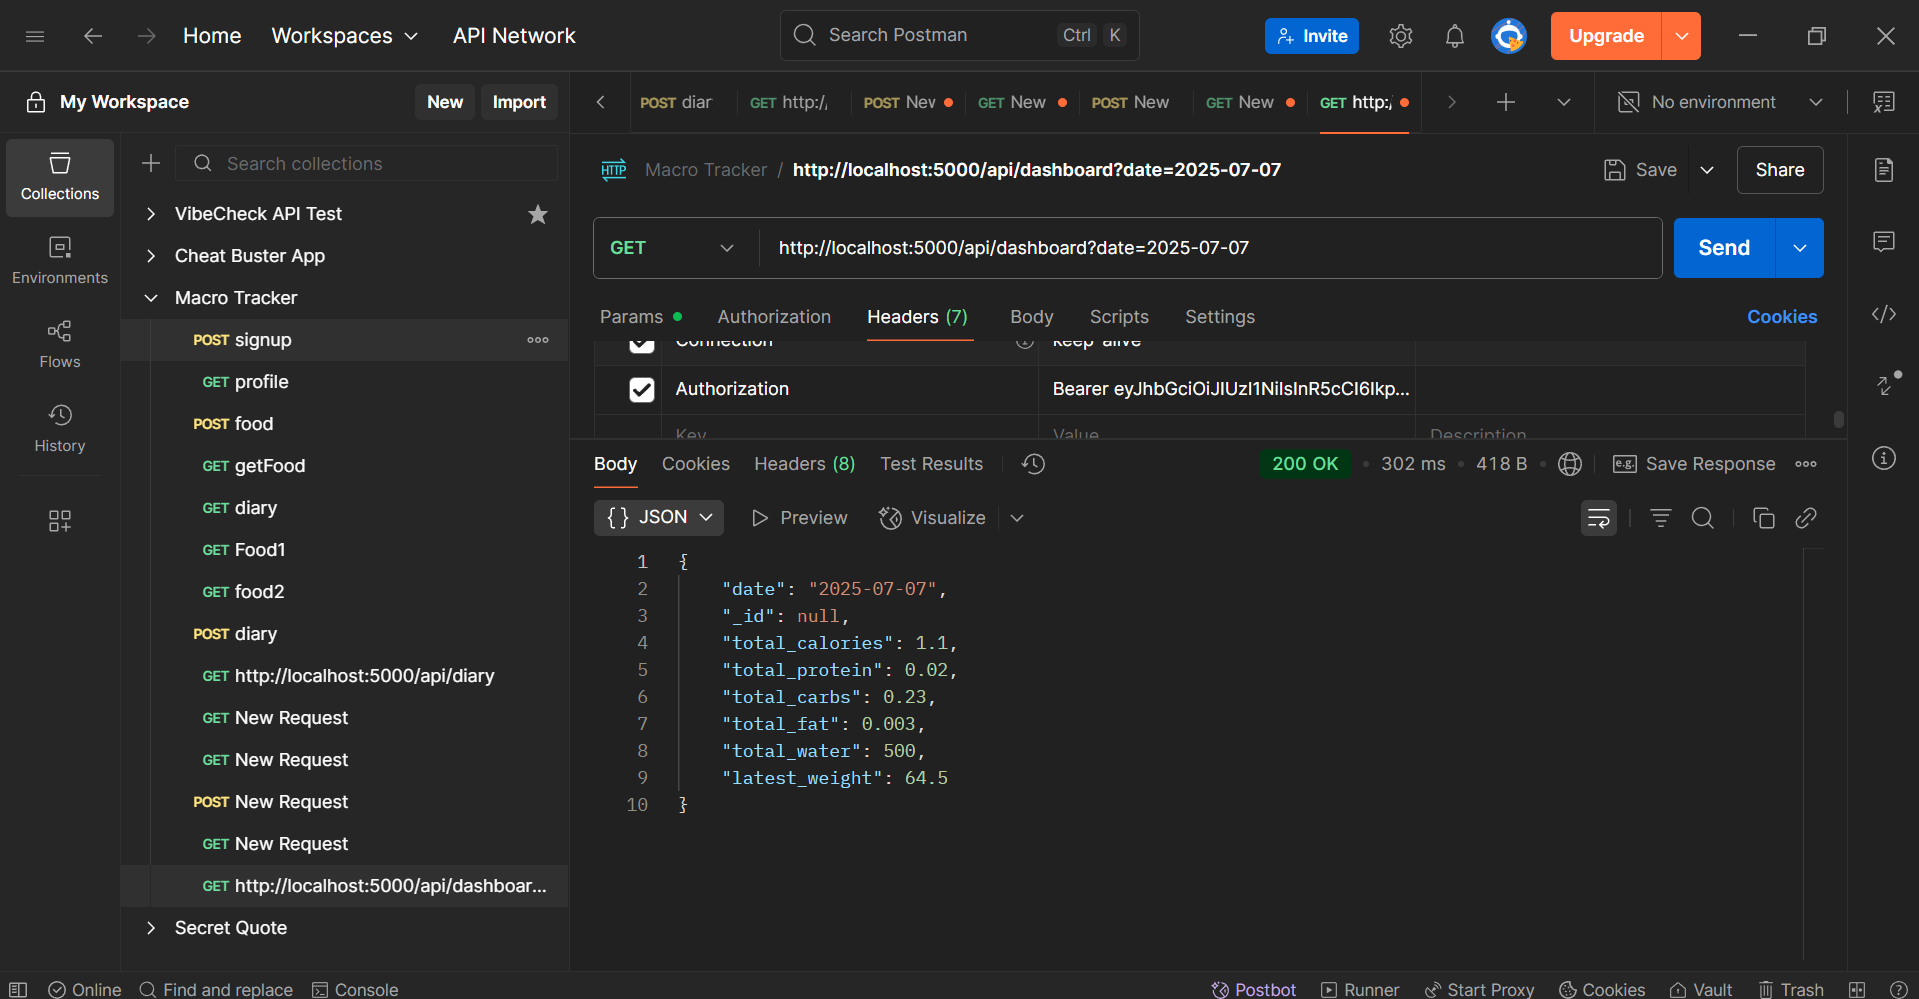 Home Workspaces API Network Search Postman Ctrl K Invite Upgrade
My Workspace New Import
POST diar GET http:/ POST New GET New POST New GET New GET http:/ No environment
Collections
Environments
Flows
History
Search collections
VibeCheck API Test
Cheat Buster App
Macro Tracker
POST signup
GET profile
POST food
GET getFood
GET diary
GET Food1
GET food2
POST diary
GET http://localhost:5000/api/diary
GET New Request
GET New Request
POST New Request
GET New Request
GET http://localhost:5000/api/dashboar...
Secret Quote
HTTP Macro Tracker / http://localhost:5000/api/dashboard?date=2025-07-07 Save Share
GET http://localhost:5000/api/dashboard?date=2025-07-07 Send
Params Authorization Headers (7) Body Scripts Settings Cookies
Connection keep-alive
Authorization Bearer eyJhbGciOiJIUzI1NiIsInR5cCI6Ikp...
Key Value Description
Body Cookies Headers (8) Test Results 200 OK 302 ms 418 B e.g. Save Response
{} JSON Preview Visualize
1 {
2 "date": "2025-07-07",
3 "_id": null,
4 "total_calories": 1.1,
5 "total_protein": 0.02,
6 "total_carbs": 0.23,
7 "total_fat": 0.003,
8 "total_water": 500,
9 "latest_weight": 64.5
10 }
Online Find and replace Console Postbot Runner Start Proxy Cookies Vault Trash